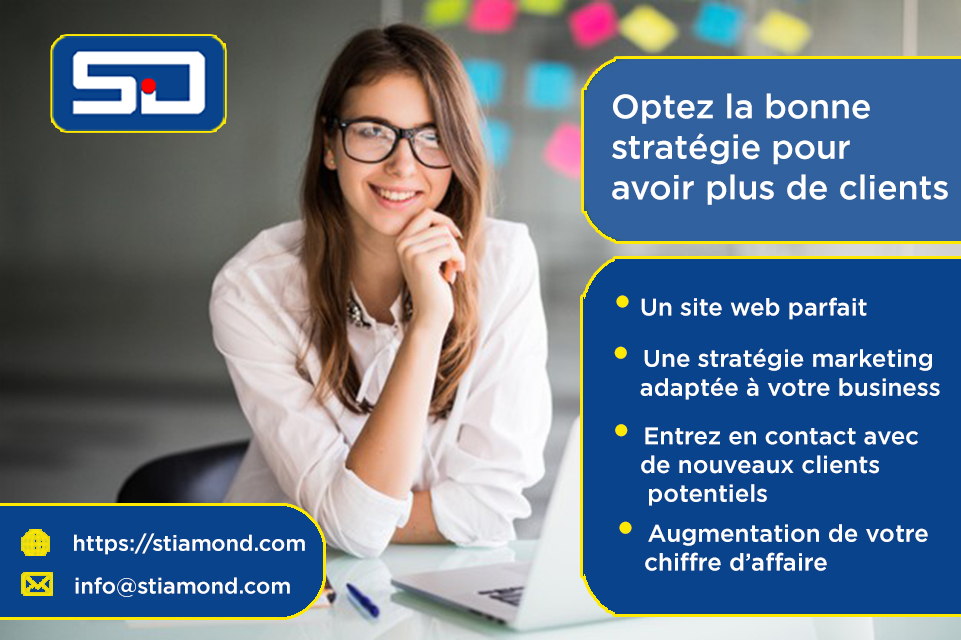 SD
Optez la bonne
stratégie pour
avoir plus de clients
Un site web parfait
Une stratégie marketing
adaptée à votre business
Entrez en contact avec
de nouveaux clients
potentiels
Augmentation de votre
chiffre d’affaire
https://stiamond.com
info@stiamond.com